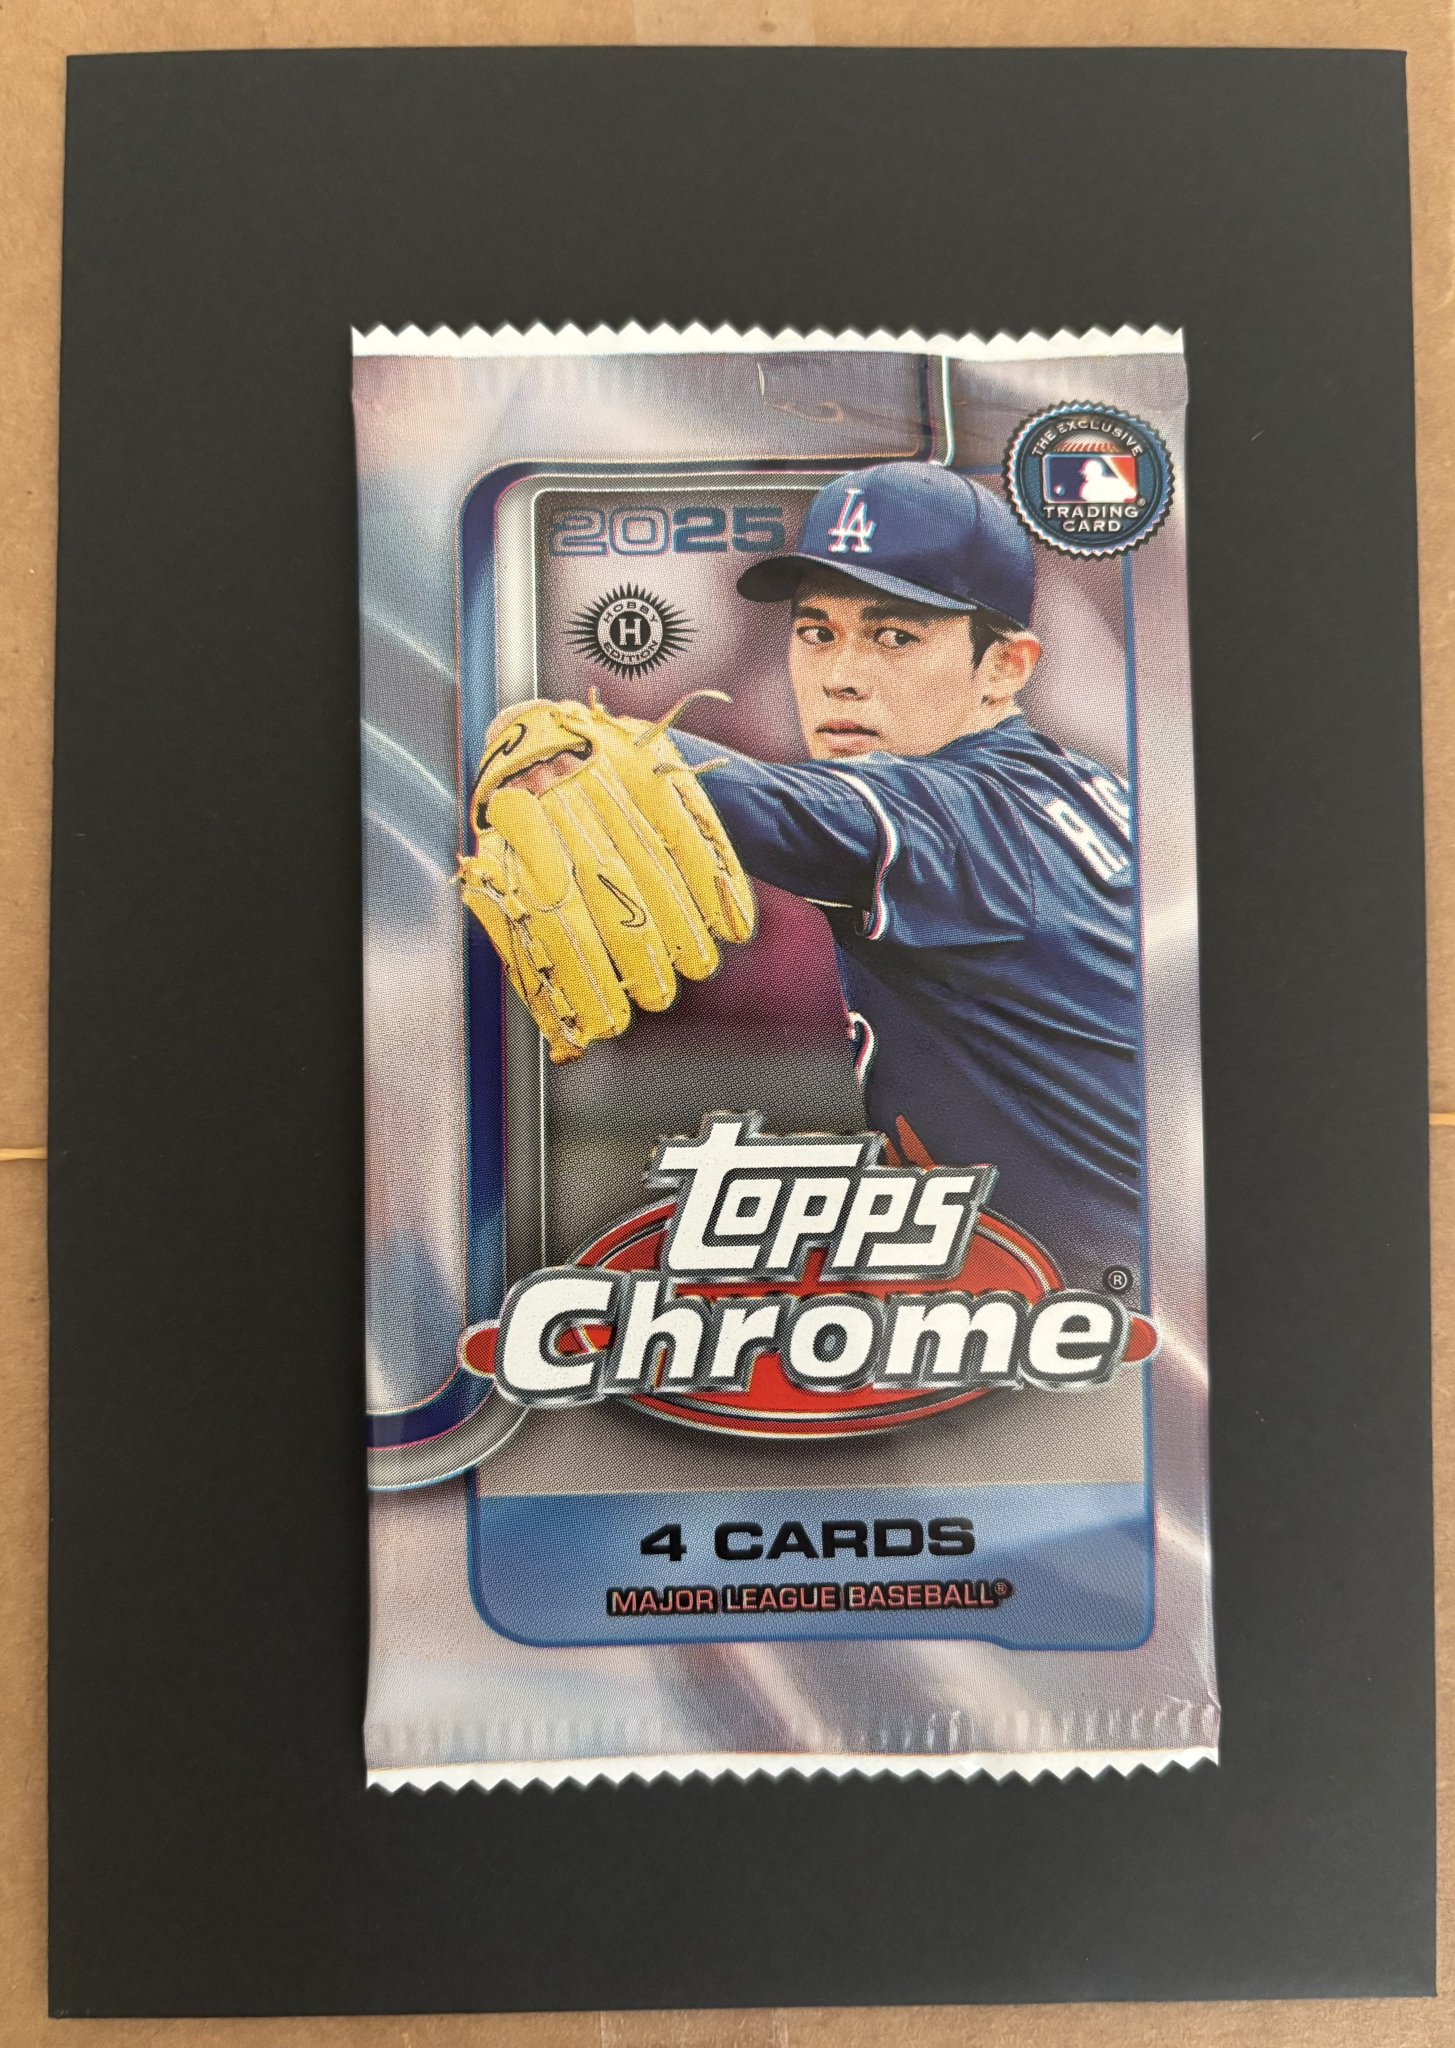 THE EXCLUSIVE
®
TRADING
CARD
2025
LA
HOBBY
H
EDITION
topps
Chrome®
4 CARDS
MAJOR LEAGUE BASEBALL®